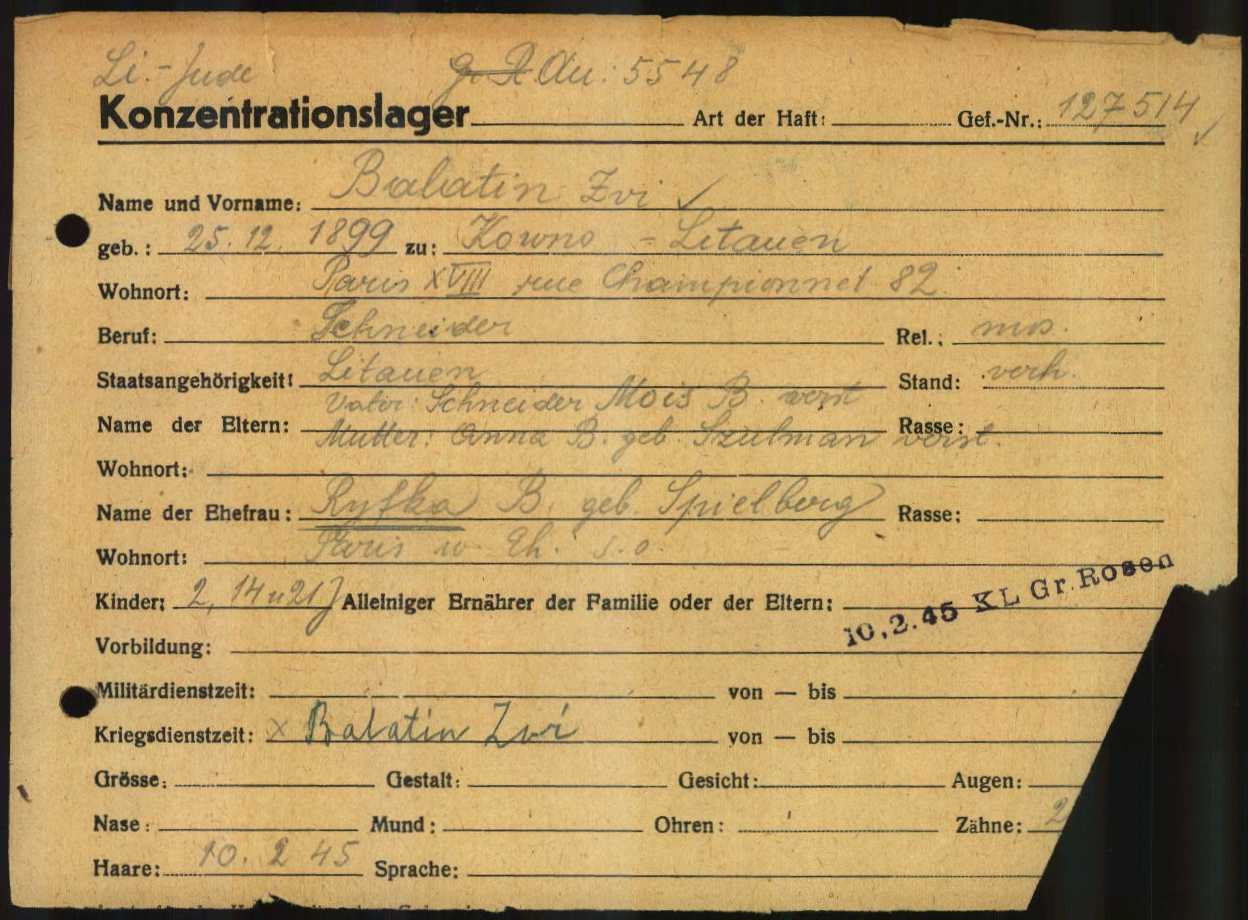 Li.-Jude g. R. Au: 5548
Konzentrationslager Art der Haft: Gef.-Nr.: 127514
Name und Vorname: Balatin Zvi
geb.: 25.12.1899 zu: Kowno = Litauen
Wohnort: Paris XVIII rue Championnet 82
Beruf: Schneider Rel.: mos.
Staatsangehörigkeit: Litauen Stand: verh.
Vater: Schneider Mois B. verst
Name der Eltern: Rasse:
Mutter: Anna B. geb. Szulman verst.
Wohnort:
Name der Ehefrau: Ryfka B. geb. Spielberg Rasse:
Wohnort: Paris w. Eh. s.o.
Kinder: 2, 14 u 21 J Alleiniger Ernährer der Familie oder der Eltern:
10.2.45 KL Gr. Rosen
Vorbildung:
Militärdienstzeit: von — bis
Kriegsdienstzeit: x Balatin Zvi von — bis
Grösse: Gestalt: Gesicht: Augen:
Nase: Mund: Ohren: Zähne: 2
Haare: 10. 2 45 Sprache: